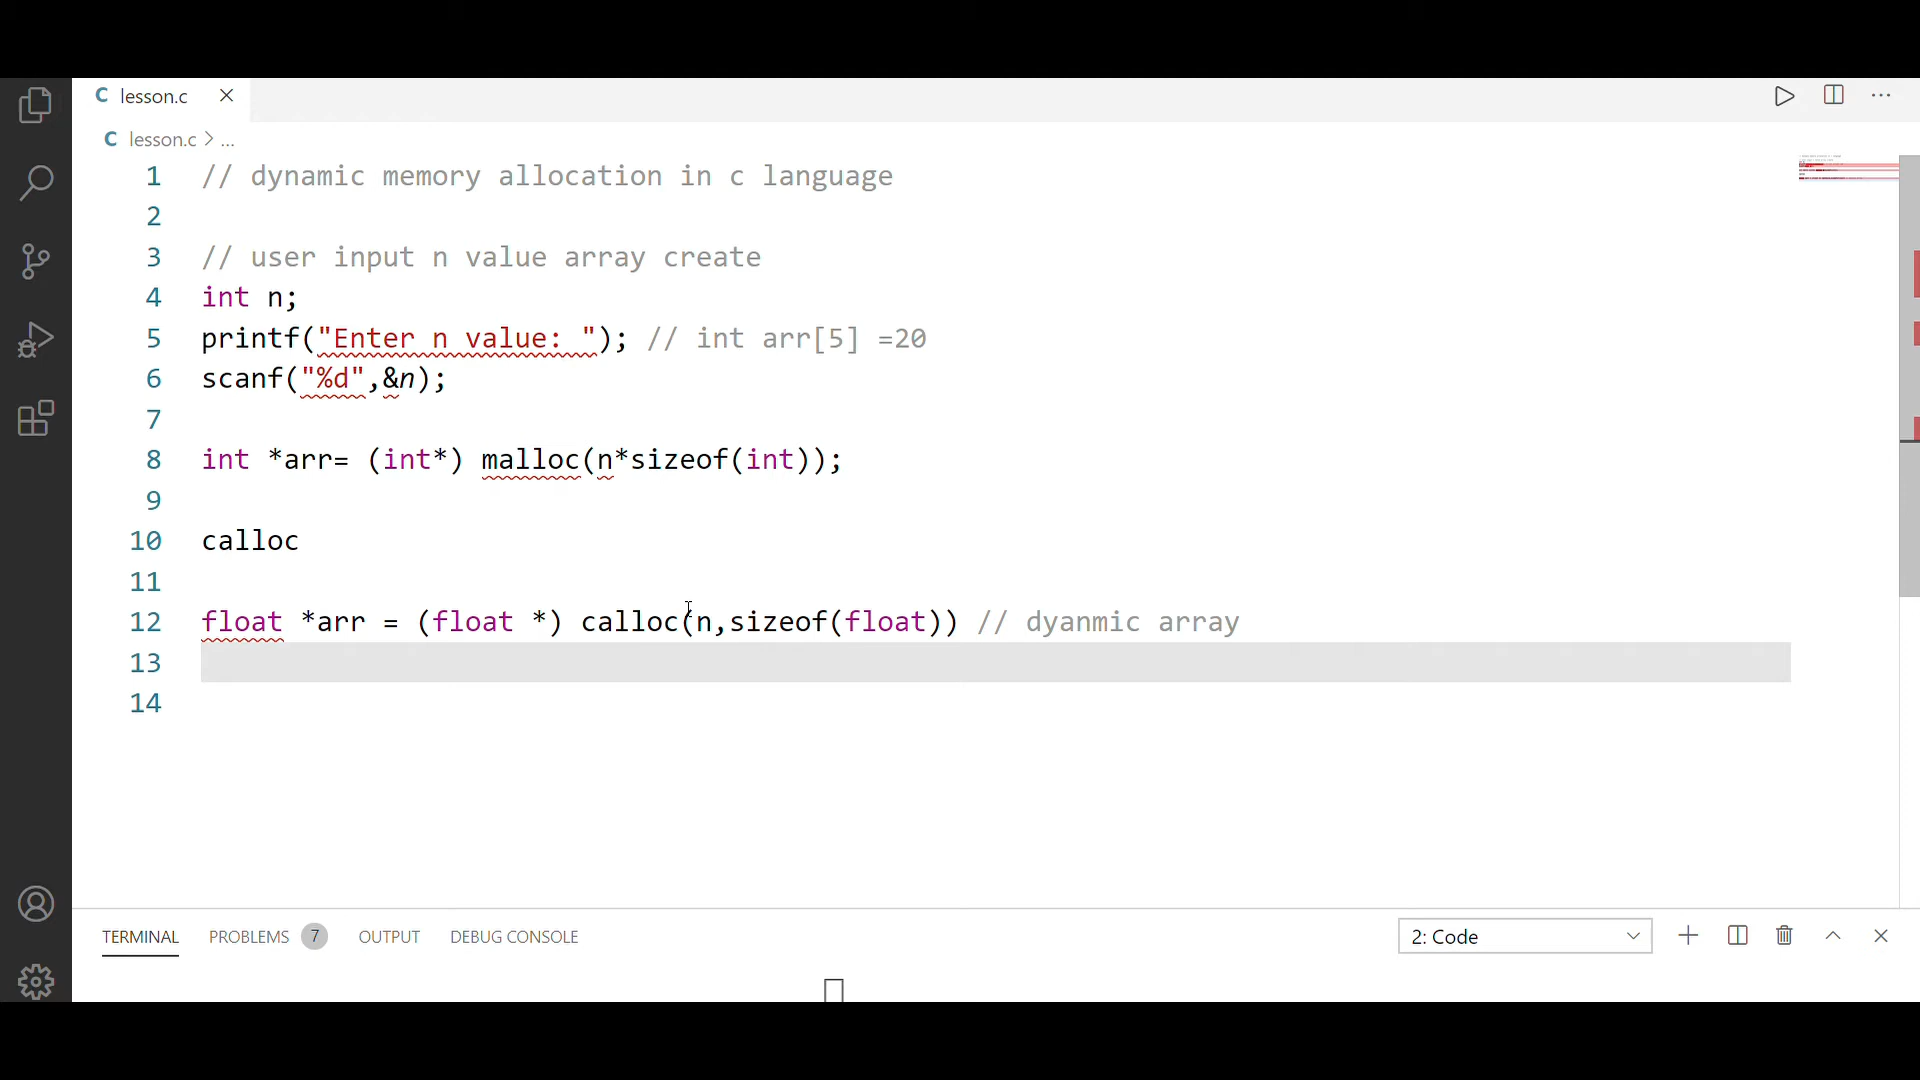 C lesson.c
C lesson.c > ...
1 // dynamic memory allocation in c language
2
3 // user input n value array create
4 int n;
5 printf("Enter n value: "); // int arr[5] =20
6 scanf("%d",&n);
7
8 int *arr= (int*) malloc(n*sizeof(int));
9
10 calloc
11
12 float *arr = (float *) calloc(n,sizeof(float)) // dyanmic array
13
14
TERMINAL PROBLEMS 7 OUTPUT DEBUG CONSOLE 2: Code